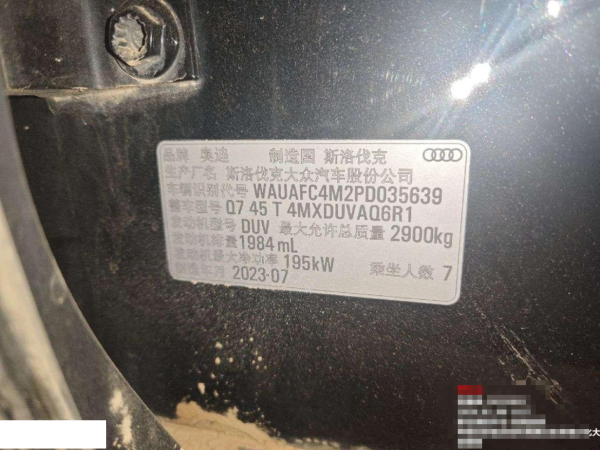 品牌 奥迪 制造国 斯洛伐克
生产厂名 斯洛伐克大众汽车股份公司
车辆识别代号 WAUAFC4M2PD035639
整车型号 Q7 45 T 4MXDUVAQ6R1
发动机型号 DUV 最大允许总质量 2900kg
发动机排量 1984mL
发动机最大净功率 195kW 乘坐人数 7
制造年月 2023-07
北大